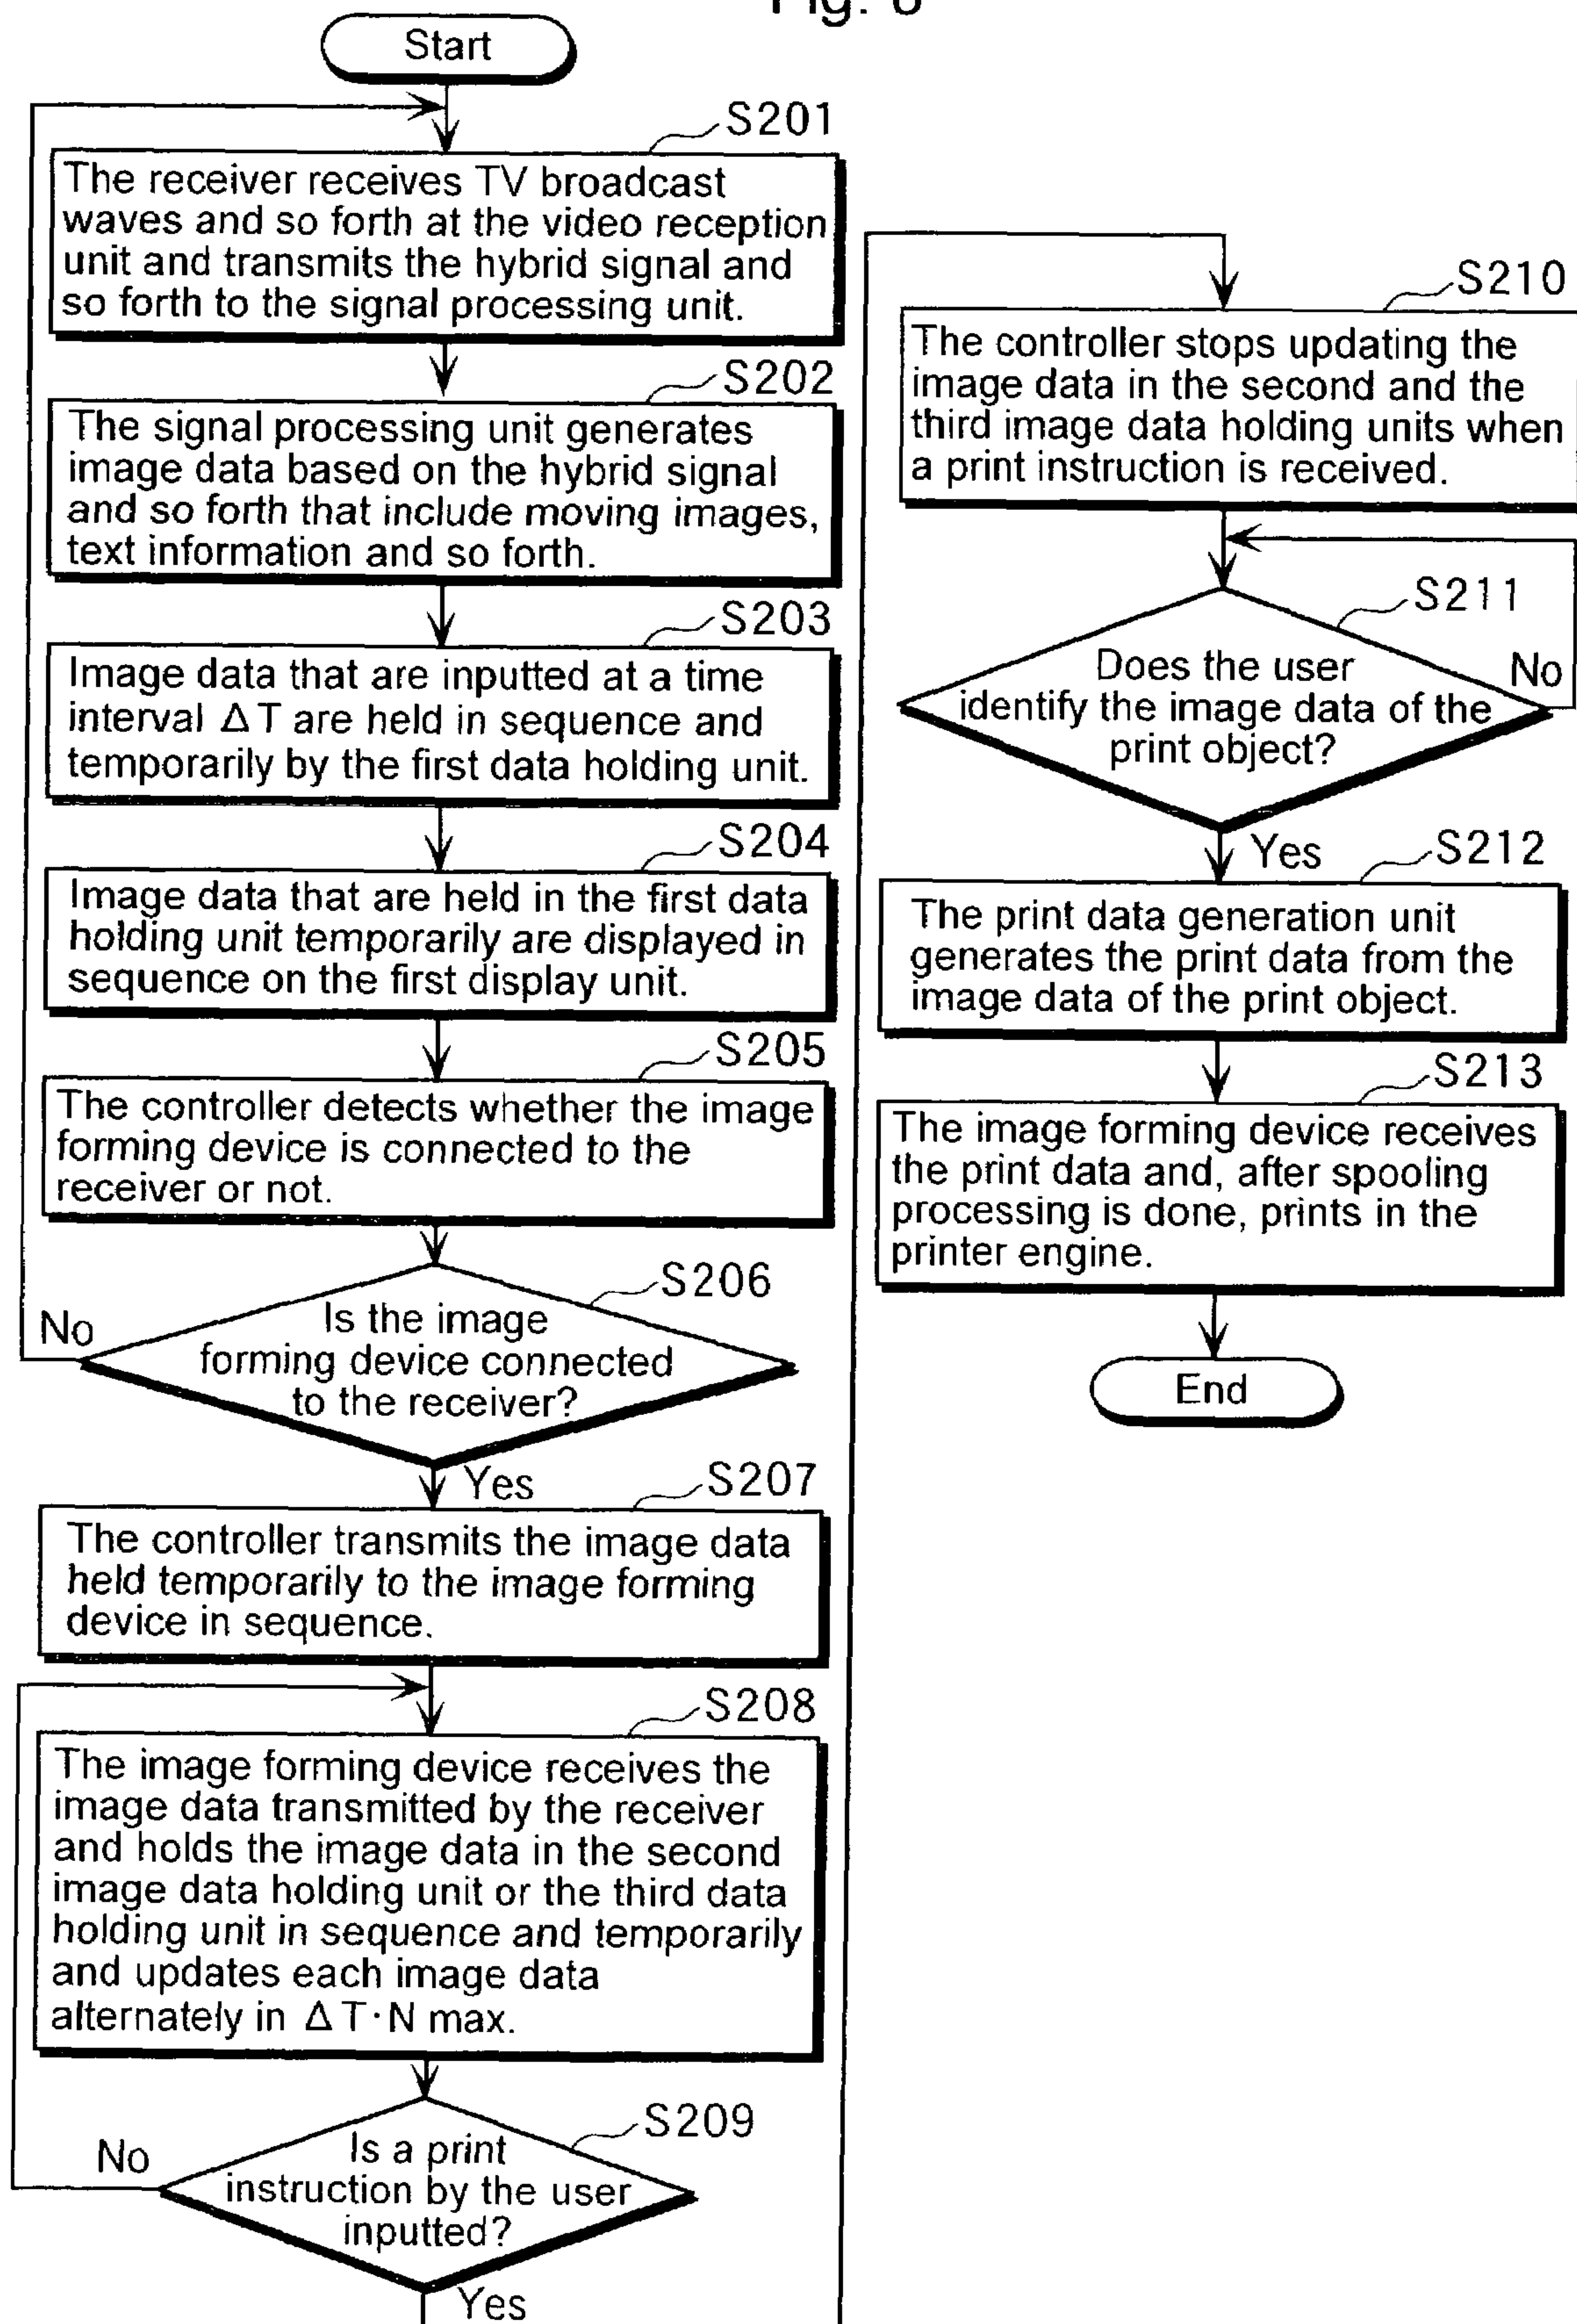 Fig.
Start
S201
The receiver receives TV broadcast
waves and so forth at the video reception
unit and transmits the hybrid signal and
so forth to the signal processing unit.
S202
The signal processing unit generates
image data based on the hybrid signal
and so forth that include moving images,
text information and so forth.
S203
Image data that are inputted at a time
interval ΔT are held in sequence and
temporarily by the first data holding unit.
S204
Image data that are held in the first data
holding unit temporarily are displayed in
sequence on the first display unit.
S205
The controller detects whether the image
forming device is connected to the
receiver or not.
S206
No
Is the image
forming device connected
to the receiver?
Yes
S207
The controller transmits the image data
held temporarily to the image forming
device in sequence.
S208
The image forming device receives the
image data transmitted by the receiver
and holds the image data in the second
image data holding unit or the third data
holding unit in sequence and temporarily
and updates each image data
alternately in ΔT·N max.
S209
No
Is a print
instruction by the user
inputted?
Yes
S210
The controller stops updating the
image data in the second and the
third image data holding units when
a print instruction is received.
S211
Does the user
identify the image data of the
print object?
No
Yes
S212
The print data generation unit
generates the print data from the
image data of the print object.
S213
The image forming device receives
the print data and, after spooling
processing is done, prints in the
printer engine.
End